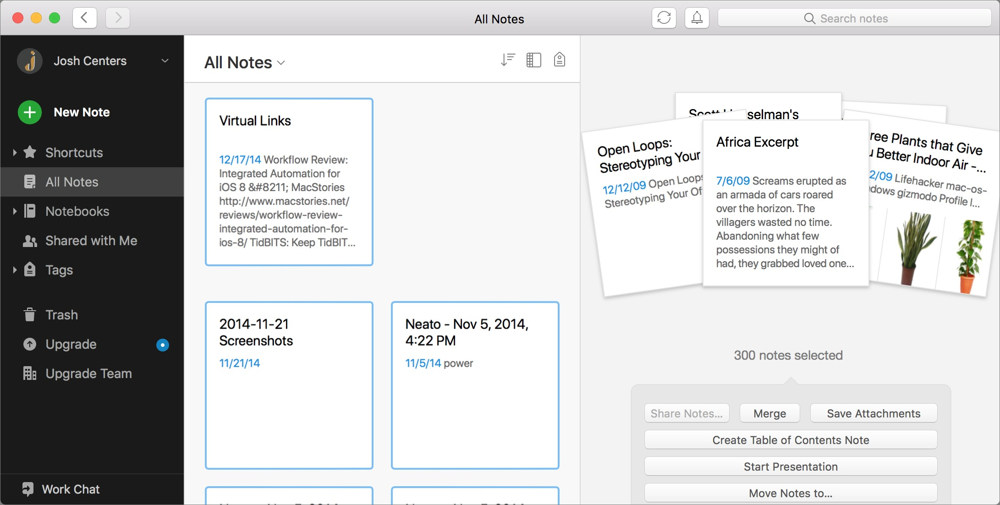 All Notes
Search notes
Josh Centers
New Note
Shortcuts
All Notes
Notebooks
Shared with Me
Tags
Trash
Upgrade
Upgrade Team
Work Chat
All Notes
Virtual Links
12/17/14 Workflow Review:
Integrated Automation for
iOS 8 &#8211; MacStories
http://www.macstories.net/
reviews/workflow-review-
integrated-automation-for-
ios-8/ TidBITS: Keep TidBIT...
2014-11-21
Screenshots
11/21/14
Neato - Nov 5, 2014,
4:22 PM
11/5/14 power
selman's
Open Loops:
Stereotyping Your
12/12/09 Open Loops
Stereotyping Your Of
Africa Excerpt
7/6/09 Screams erupted as
an armada of cars roared
over the horizon. The
villagers wasted no time.
Abandoning what few
possessions they might of
had, they grabbed loved one...
ree Plants that Give
u Better Indoor Air -...
2/09 Lifehacker mac-os-
dows gizmodo Profile I...
300 notes selected
Share Notes...
Merge
Save Attachments
Create Table of Contents Note
Start Presentation
Move Notes to...